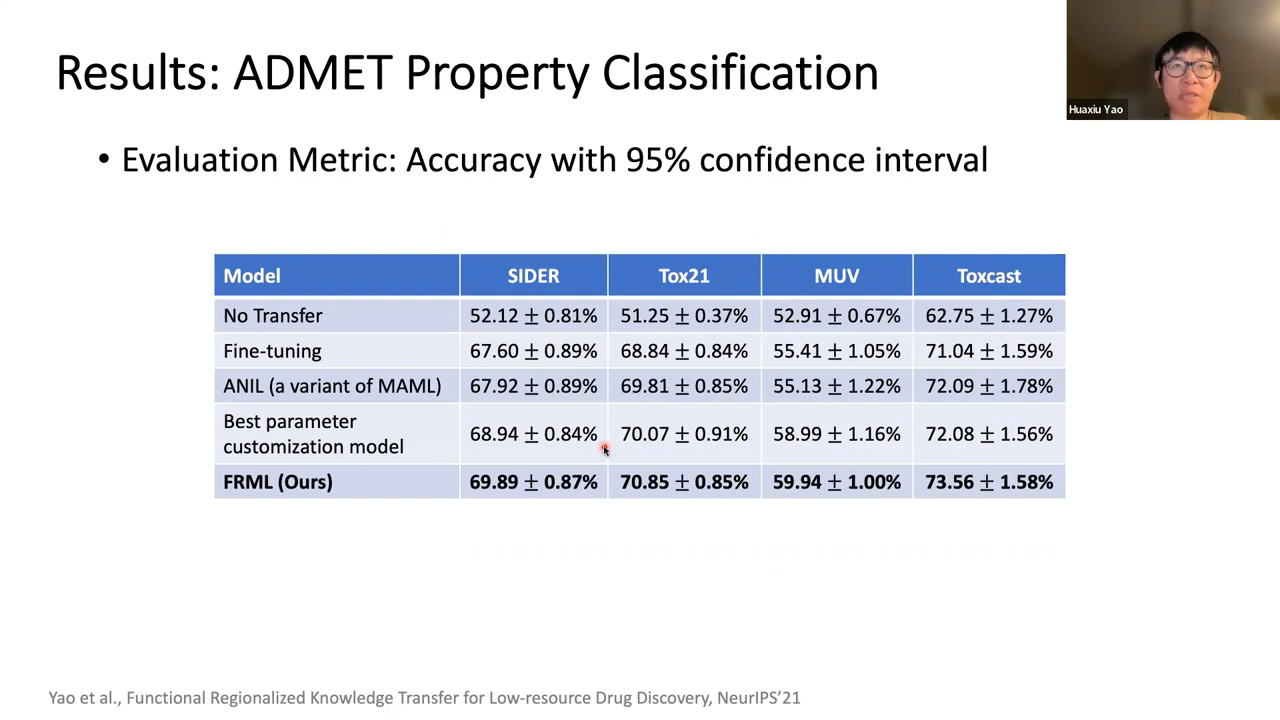 Results: ADMET Property Classification
Huaxiu Yao
• Evaluation Metric: Accuracy with 95% confidence interval
Model SIDER Tox21 MUV Toxcast
No Transfer 52.12 ± 0.81% 51.25 ± 0.37% 52.91 ± 0.67% 62.75 ± 1.27%
Fine-tuning 67.60 ± 0.89% 68.84 ± 0.84% 55.41 ± 1.05% 71.04 ± 1.59%
ANIL (a variant of MAML) 67.92 ± 0.89% 69.81 ± 0.85% 55.13 ± 1.22% 72.09 ± 1.78%
Best parameter
customization model 68.94 ± 0.84% 70.07 ± 0.91% 58.99 ± 1.16% 72.08 ± 1.56%
FRML (Ours) 69.89 ± 0.87% 70.85 ± 0.85% 59.94 ± 1.00% 73.56 ± 1.58%
Yao et al., Functional Regionalized Knowledge Transfer for Low-resource Drug Discovery, NeurIPS’21